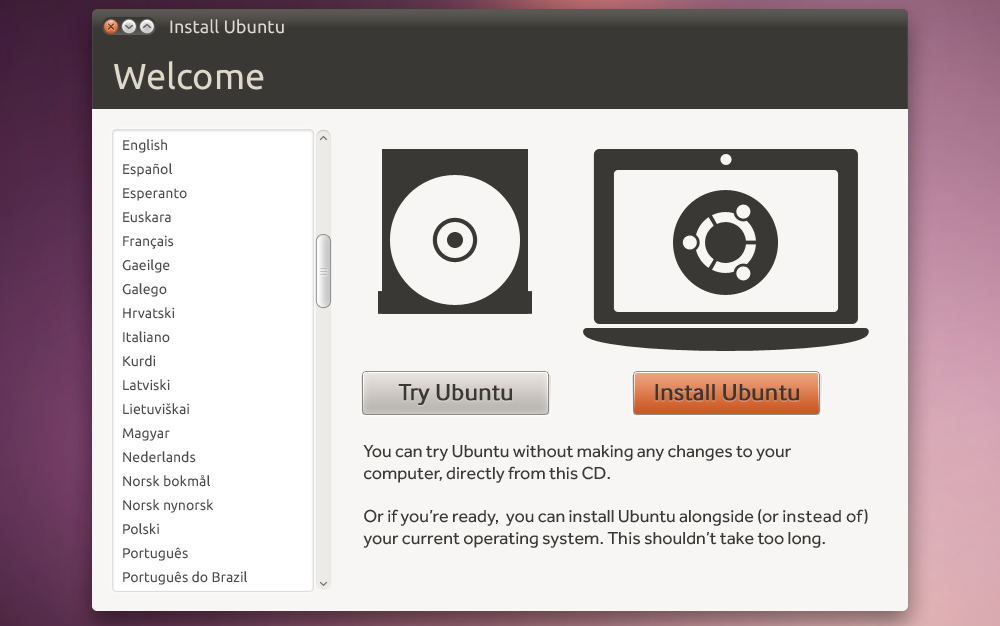 Install Ubuntu
Welcome
English
Español
Esperanto
Euskara
Français
Gaeilge
Galego
Hrvatski
Italiano
Kurdi
Latviski
Lietuviškai
Magyar
Nederlands
Norsk bokmål
Norsk nynorsk
Polski
Português
Português do Brazil
Try Ubuntu
Install Ubuntu
You can try Ubuntu without making any changes to your
computer, directly from this CD.
Or if you’re ready, you can install Ubuntu alongside (or instead of)
your current operating system. This shouldn’t take too long.